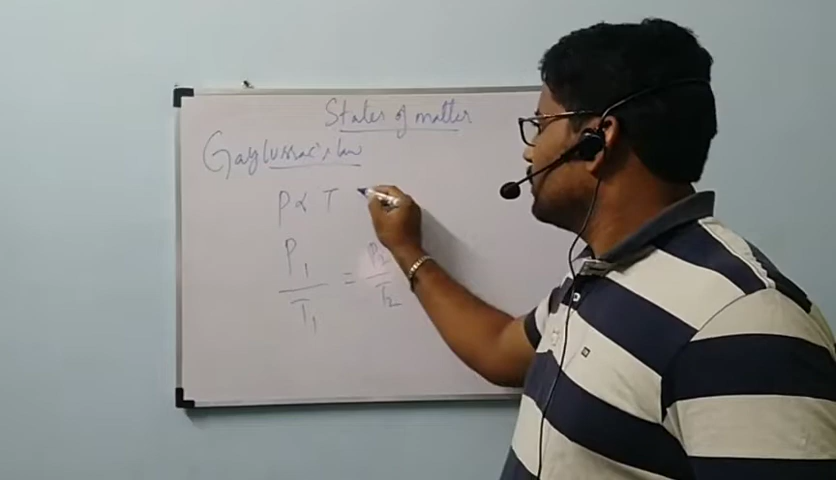 States of matter
Gaylussac's law
P ∝ T
P₁ / T₁ = P₂ / T₂